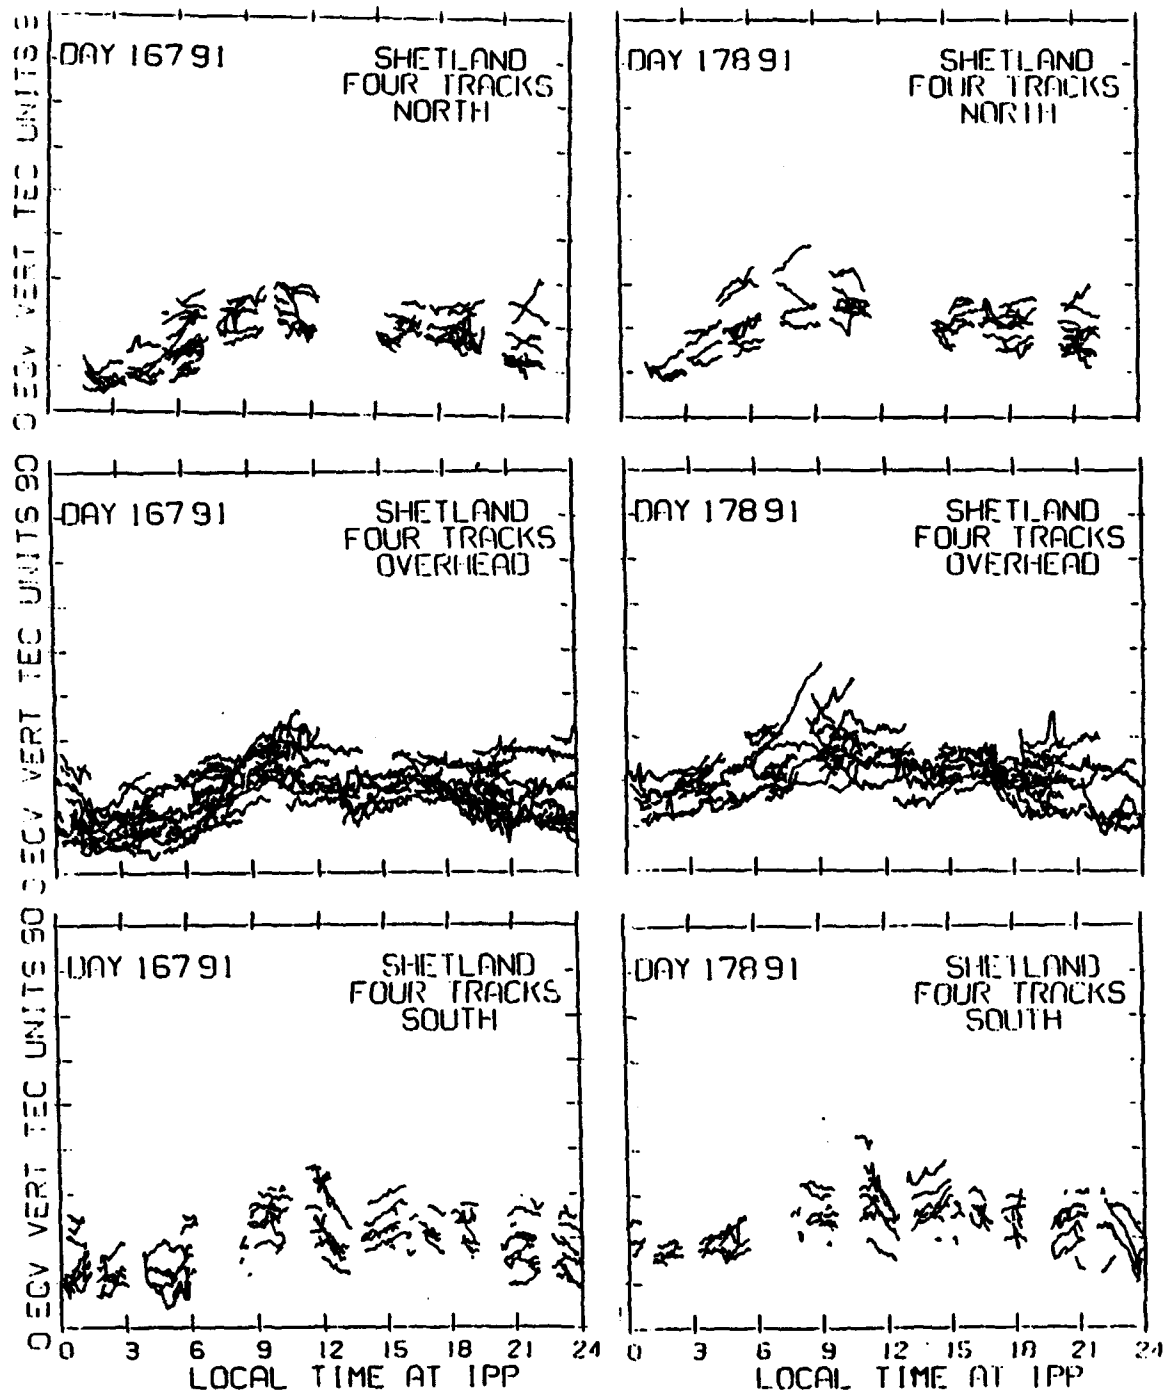 DAY 167 91
SHETLAND
FOUR TRACKS
NORTH
DAY 178 91
SHETLAND
FOUR TRACKS
NORTH
DAY 167 91
SHETLAND
FOUR TRACKS
OVERHEAD
DAY 178 91
SHETLAND
FOUR TRACKS
OVERHEAD
DAY 167 91
SHETLAND
FOUR TRACKS
SOUTH
DAY 178 91
SHETLAND
FOUR TRACKS
SOUTH
0 EQV VERT TEC UNITS
0 EQV VERT TEC UNITS 90
0 EQV VERT TEC UNITS 90
0 3 6 9 12 15 18 21 24
LOCAL TIME AT IPP
0 3 6 9 12 15 18 21 24
LOCAL TIME AT IPP